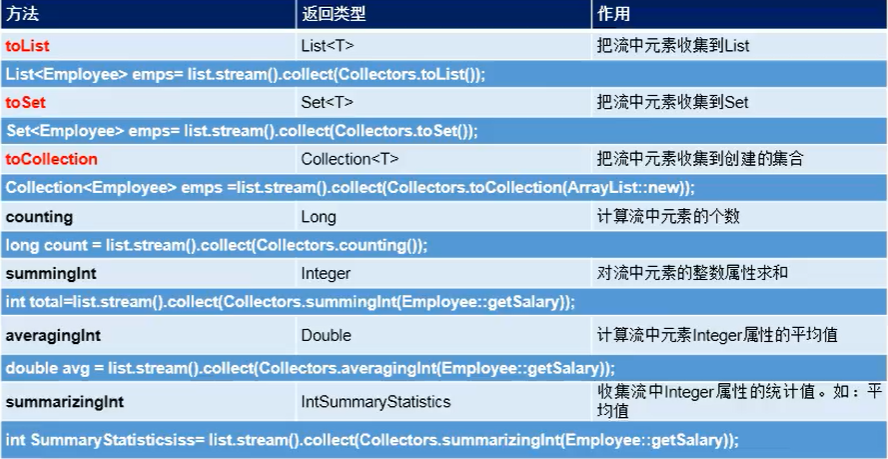 方法 返回类型 作用
toList List<T> 把流中元素收集到List
List<Employee> emps= list.stream().collect(Collectors.toList());
toSet Set<T> 把流中元素收集到Set
Set<Employee> emps= list.stream().collect(Collectors.toSet());
toCollection Collection<T> 把流中元素收集到创建的集合
Collection<Employee> emps =list.stream().collect(Collectors.toCollection(ArrayList::new));
counting Long 计算流中元素的个数
long count = list.stream().collect(Collectors.counting());
summingInt Integer 对流中元素的整数属性求和
int total=list.stream().collect(Collectors.summingInt(Employee::getSalary));
averagingInt Double 计算流中元素Integer属性的平均值
double avg = list.stream().collect(Collectors.averagingInt(Employee::getSalary));
summarizingInt IntSummaryStatistics 收集流中Integer属性的统计值。如：平
均值
int SummaryStatisticsiss= list.stream().collect(Collectors.summarizingInt(Employee::getSalary));